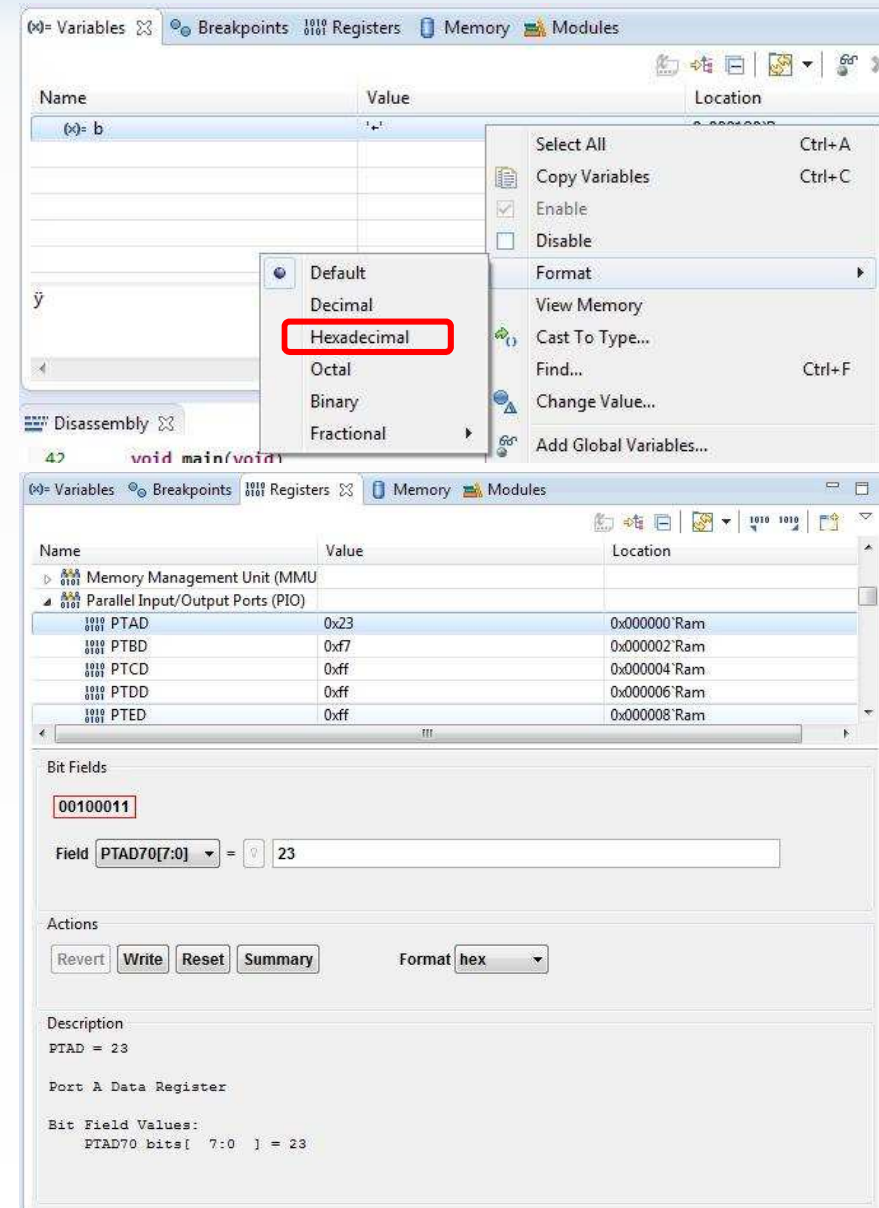 (x)= Variables Breakpoints Registers Memory Modules
Name Value Location
(x)= b '←'
Select All Ctrl+A
Copy Variables Ctrl+C
Enable
Disable
Default Format
ÿ
Decimal View Memory
Hexadecimal Cast To Type...
Octal Find... Ctrl+F
Binary Change Value...
Disassembly
Fractional Add Global Variables...
42 void main(void)
(x)= Variables Breakpoints Registers Memory Modules
Name Value Location
Memory Management Unit (MMU
Parallel Input/Output Ports (PIO)
PTAD 0x23 0x000000`Ram
PTBD 0xf7 0x000002`Ram
PTCD 0xff 0x000004`Ram
PTDD 0xff 0x000006`Ram
PTED 0xff 0x000008`Ram
Bit Fields
00100011
Field PTAD70[7:0] = 23
Actions
Revert Write Reset Summary Format hex
Description
PTAD = 23
Port A Data Register
Bit Field Values:
PTAD70 bits[ 7:0 ] = 23